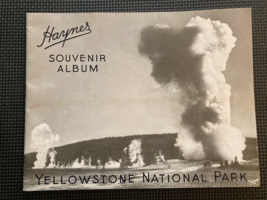 Haynes
SOUVENIR
ALBUM
YELLOWSTONE NATIONAL PARK